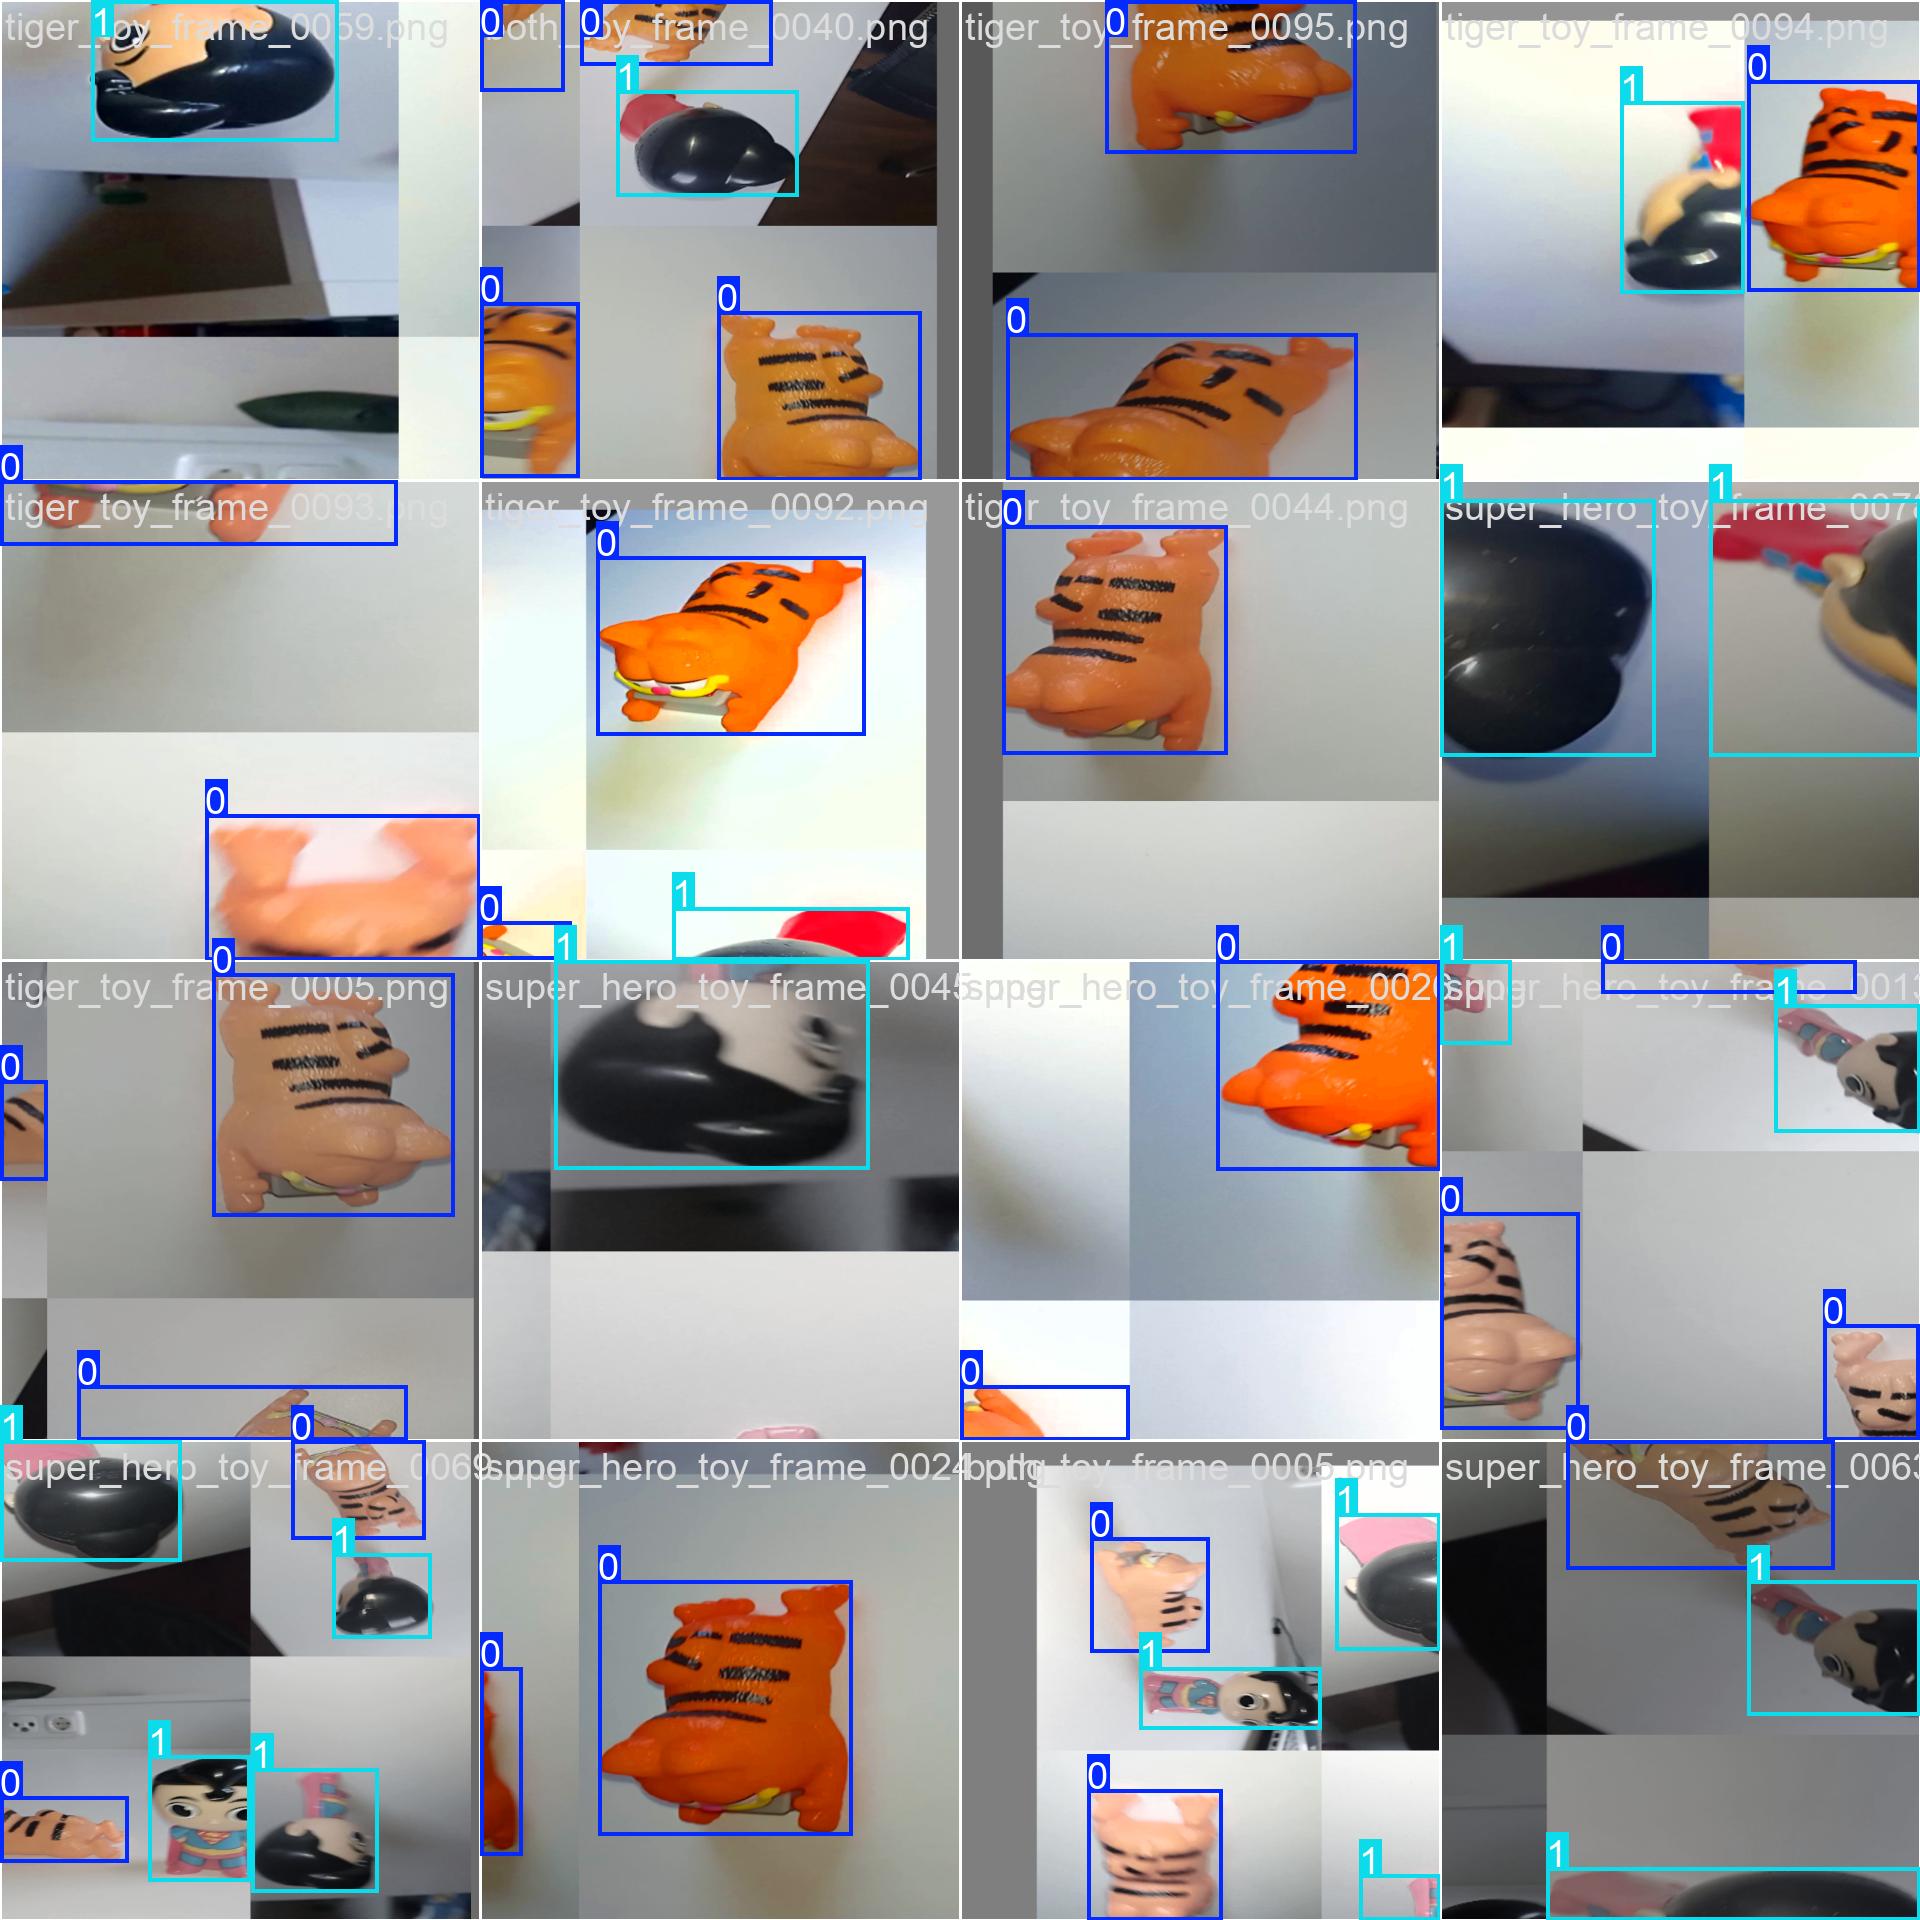 1
tiger_toy_frame_0059.png
0
0
0
both_toy_frame_0040.png
1
0
0
0
tiger_toy_frame_0095.png
0
tiger_toy_frame_0094.png
1
0
0
tiger_toy_frame_0093.png
0
0
tiger_toy_frame_0092.png
0
1
0
tiger_toy_frame_0044.png
1
1
super_hero_toy_frame_007
0
tiger_toy_frame_0005.png
0
0
1
super_hero_toy_frame_0045
0
super_hero_toy_frame_0026
0
1
0
super_hero_toy_frame_0013
1
0
0
1
super_hero_toy_frame_0069
0
1
0
1
1
super_hero_toy_frame_0024
0
0
both_toy_frame_0005.png
0
1
1
0
1
0
super_hero_toy_frame_0063
1
1